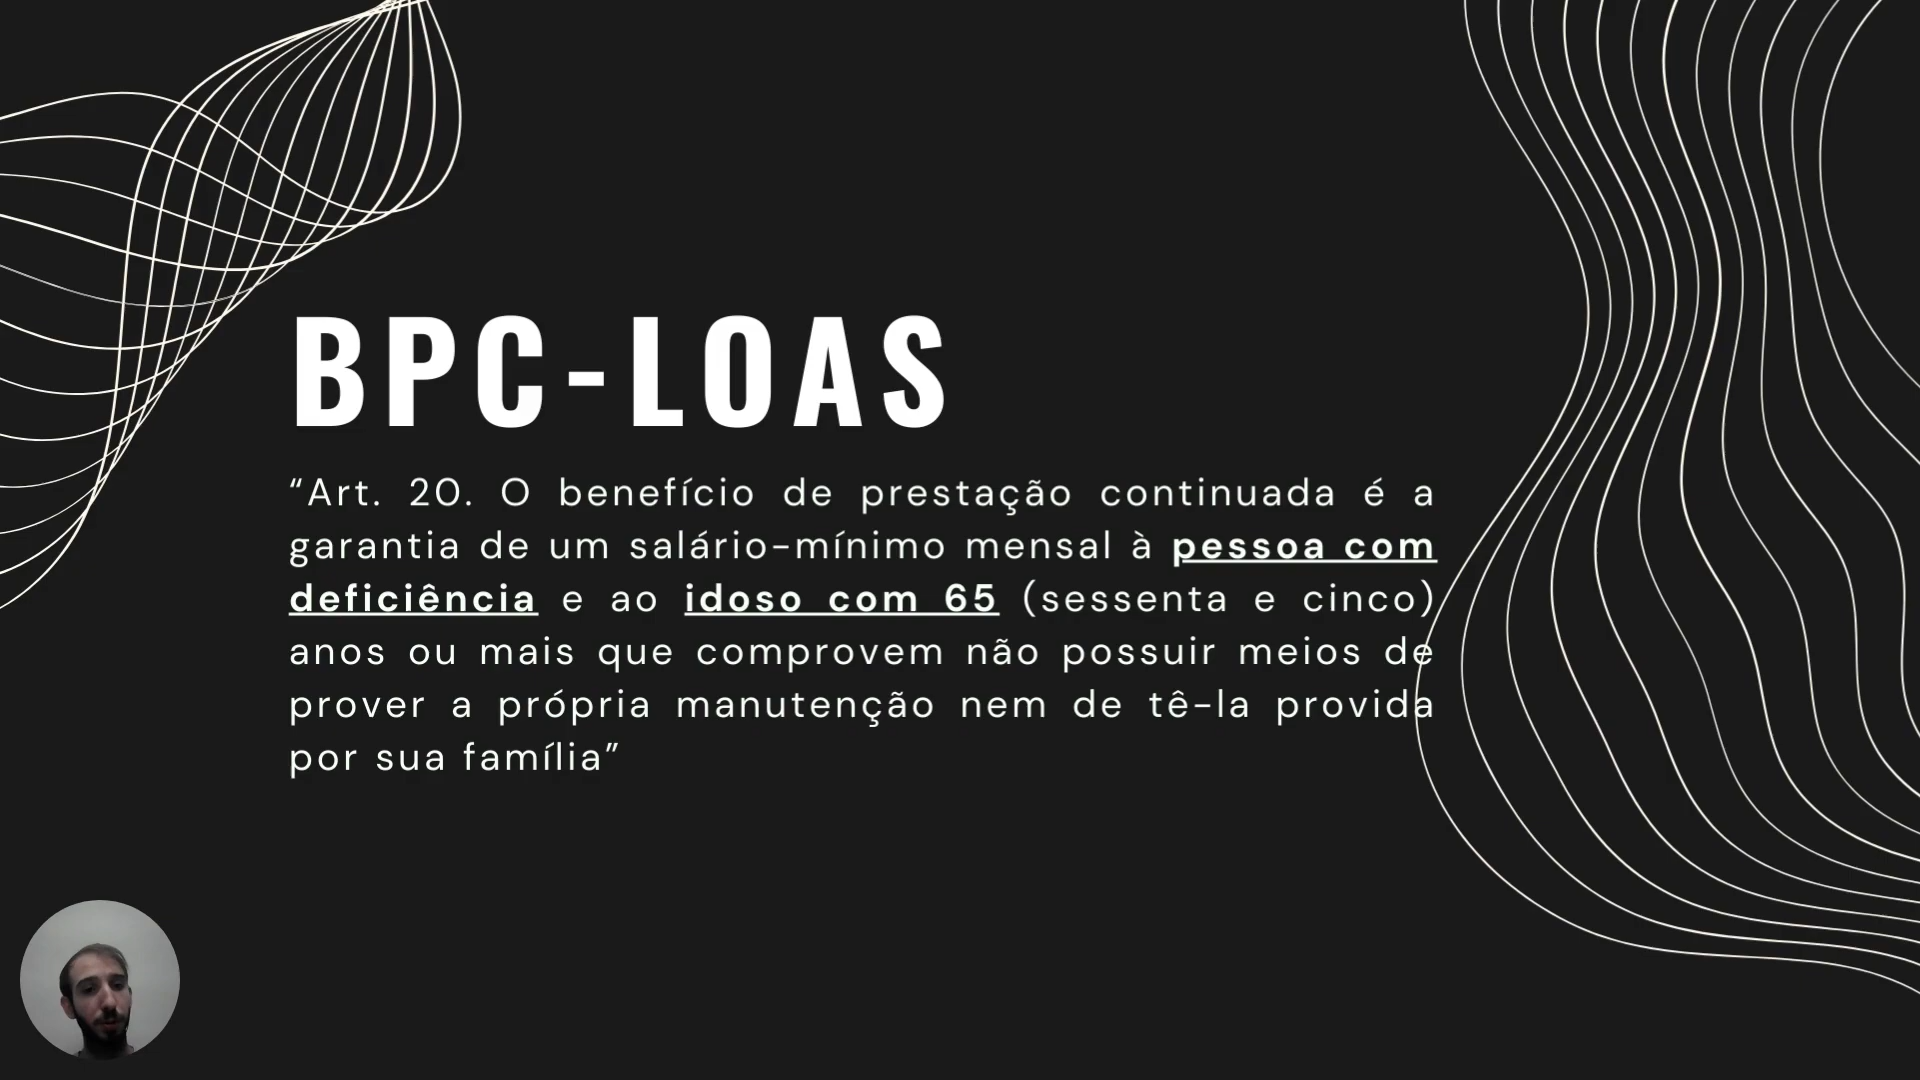 BPC-LOAS
“Art. 20. O benefício de prestação continuada é a
garantia de um salário-mínimo mensal à pessoa com
deficiência e ao idoso com 65 (sessenta e cinco)
anos ou mais que comprovem não possuir meios de
prover a própria manutenção nem de tê-la provida
por sua família”